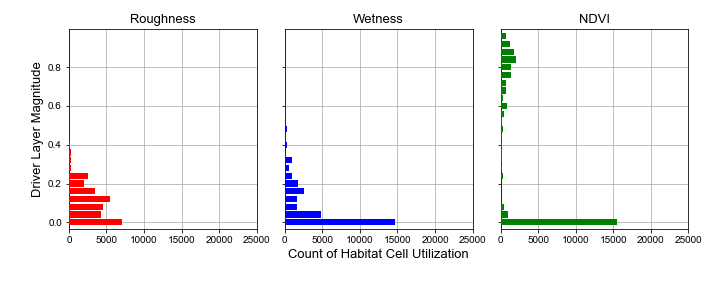 Roughness Wetness NDVI
Driver Layer Magnitude
0.8
0.6
0.4
0.2
0.0
0 5000 10000 15000 20000 25000 0 5000 10000 15000 20000 25000 0 5000 10000 15000 20000 25000
Count of Habitat Cell Utilization